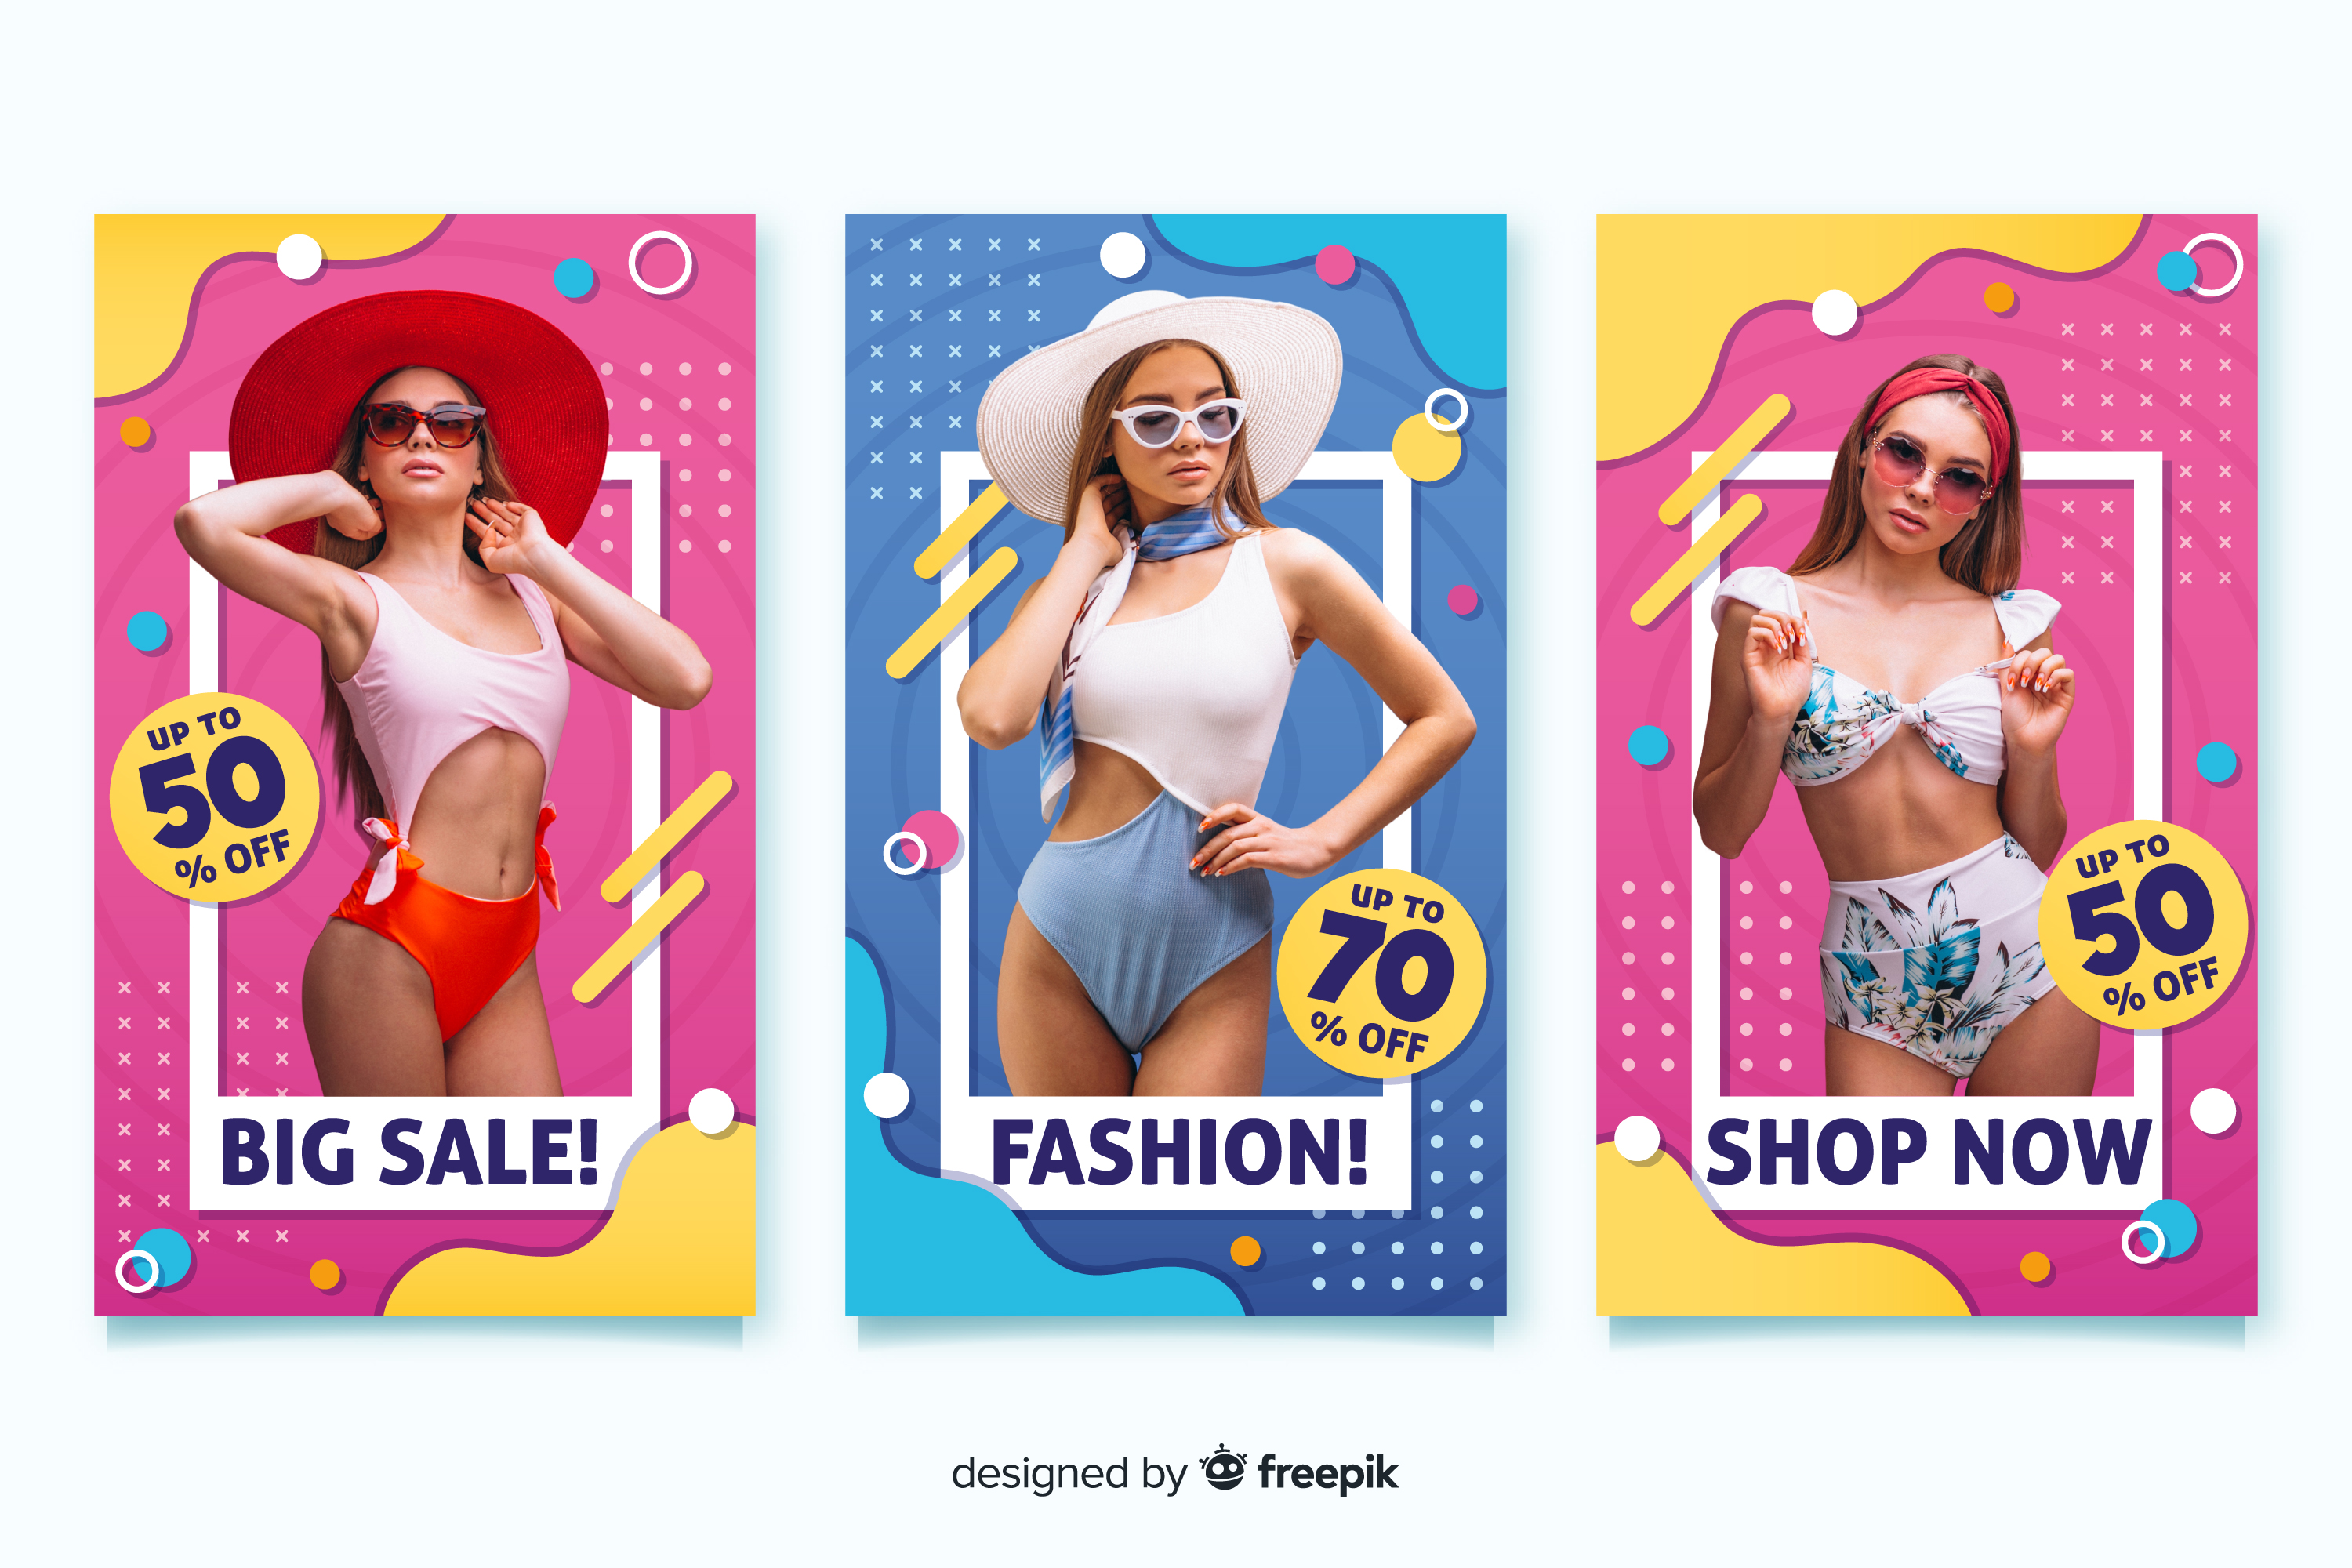 UP TO
50
% OFF
BIG SALE!
UP TO
70
% OFF
FASHION!
UP TO
50
% OFF
SHOP NOW
designed by freepik